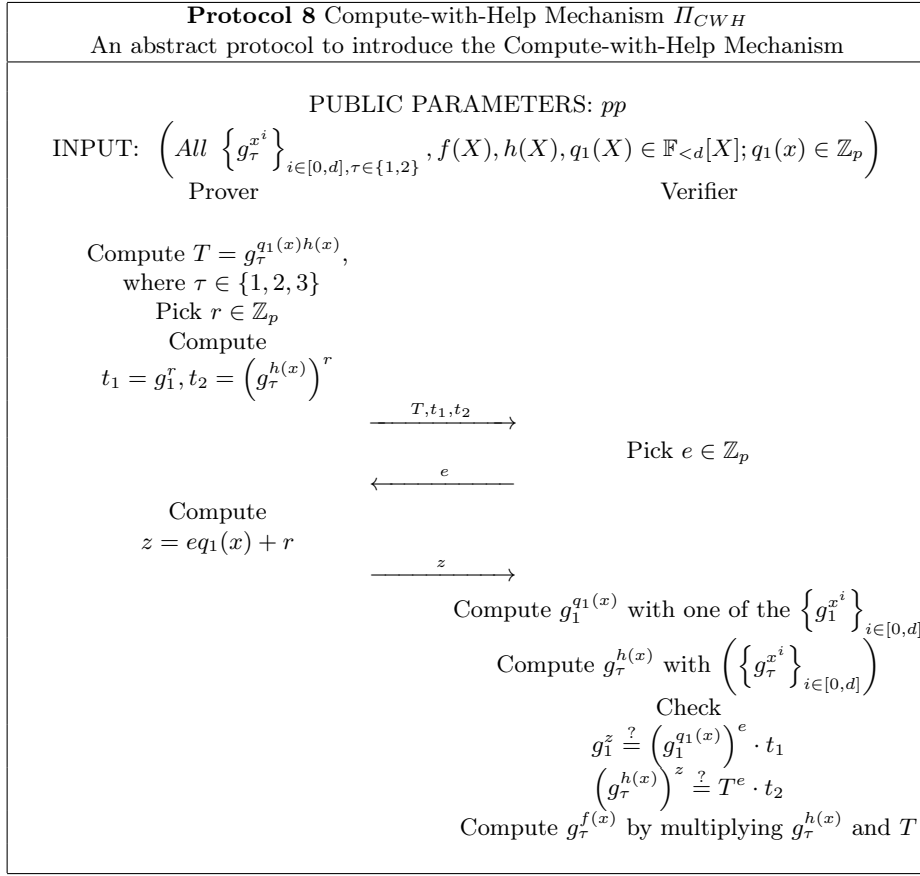 Protocol 8 Compute-with-Help Mechanism Π_{CWH}
An abstract protocol to introduce the Compute-with-Help Mechanism
PUBLIC PARAMETERS: pp
INPUT: (All {g_τ^{x^i}}_{i∈[0,d],τ∈{1,2}}, f(X), h(X), q_1(X) ∈ 𝔽_{<d}[X]; q_1(x) ∈ ℤ_p)
Prover Verifier
Compute T = g_τ^{q_1(x)h(x)},
where τ ∈ {1, 2, 3}
Pick r ∈ ℤ_p
Compute
t_1 = g_1^r, t_2 = (g_τ^{h(x)})^r
T,t_1,t_2
Pick e ∈ ℤ_p
e
Compute
z = eq_1(x) + r
z
Compute g_1^{q_1(x)} with one of the {g_1^{x^i}}_{i∈[0,d]}
Compute g_τ^{h(x)} with ({g_τ^{x^i}}_{i∈[0,d]})
Check
g_1^z ≟ (g_1^{q_1(x)})^e · t_1
(g_τ^{h(x)})^z ≟ T^e · t_2
Compute g_τ^{f(x)} by multiplying g_τ^{h(x)} and T